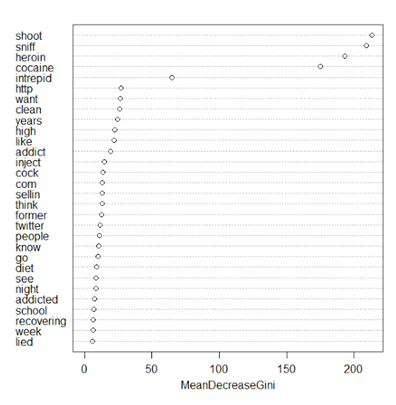 shoot
sniff
heroin
cocaine
intrepid
http
want
clean
years
high
like
addict
inject
cock
com
sellin
think
former
twitter
people
know
go
diet
see
night
addicted
school
recovering
week
lied
0 50 100 150 200
MeanDecreaseGini